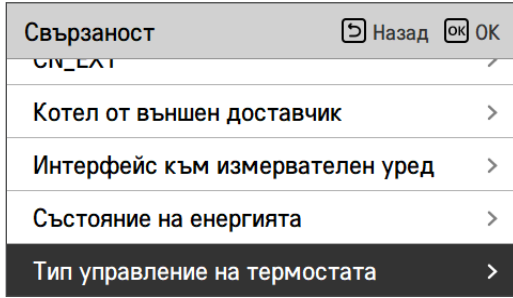 Свързаност Назад OK OK
CN_EXT
Котел от външен доставчик
Интерфейс към измервателен уред
Състояние на енергията
Тип управление на термостата